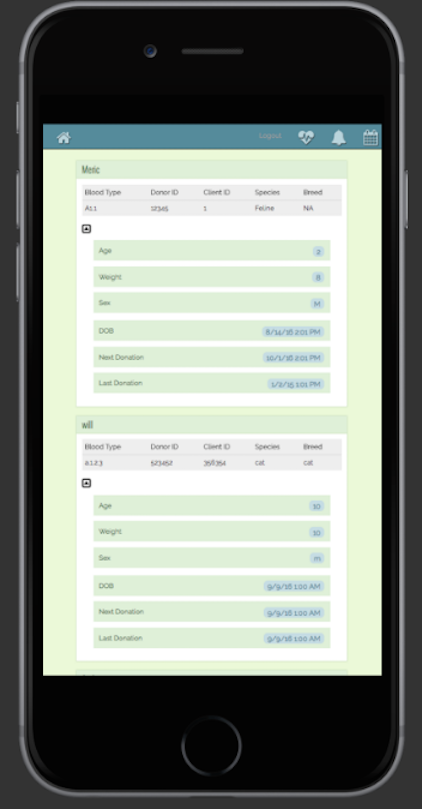 Logout
Meric
Blood Type Donor ID Client ID Species Breed
A1.1 12345 1 Feline NA
Age 2
Weight 8
Sex M
DOB 8/14/16 2:01 PM
Next Donation 10/1/16 2:01 PM
Last Donation 1/2/15 1:01 PM
will
Blood Type Donor ID Client ID Species Breed
a.1.2.3 523452 356354 cat cat
Age 10
Weight 10
Sex m
DOB 9/9/16 1:00 AM
Next Donation 9/9/16 1:00 AM
Last Donation 9/9/16 1:00 AM